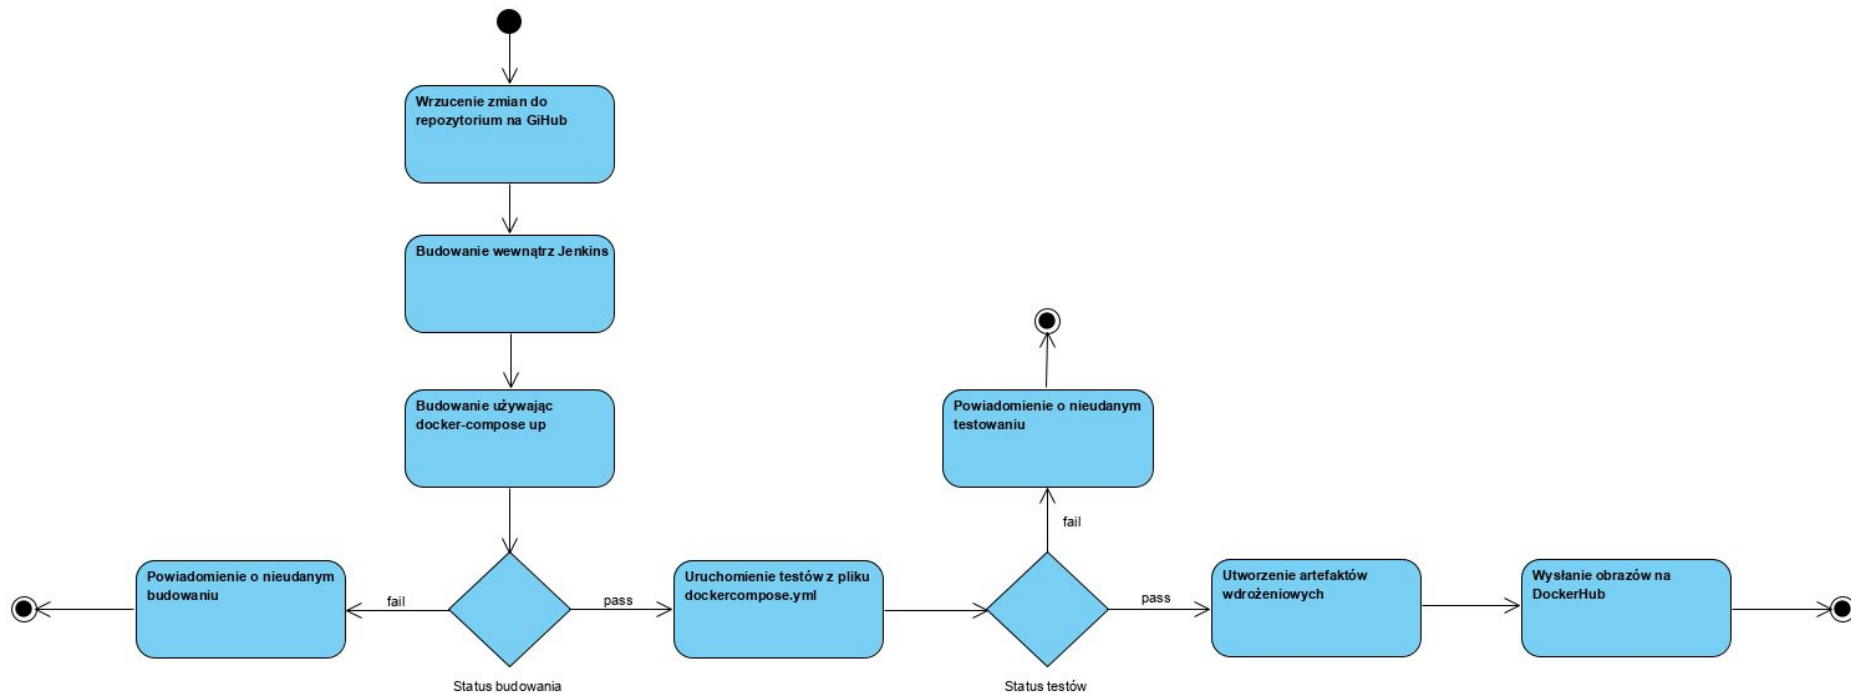 Wrzucenie zmian do
repozytorium na GiHub
Budowanie wewnątrz Jenkins
Budowanie używając
docker-compose up
Powiadomienie o nieudanym
testowaniu
fail
Powiadomienie o nieudanym
budowaniu
fail
pass
Uruchomienie testów z pliku
dockercompose.yml
pass
Utworzenie artefaktów
wdrożeniowych
Wysłanie obrazów na
DockerHub
Status budowania
Status testów